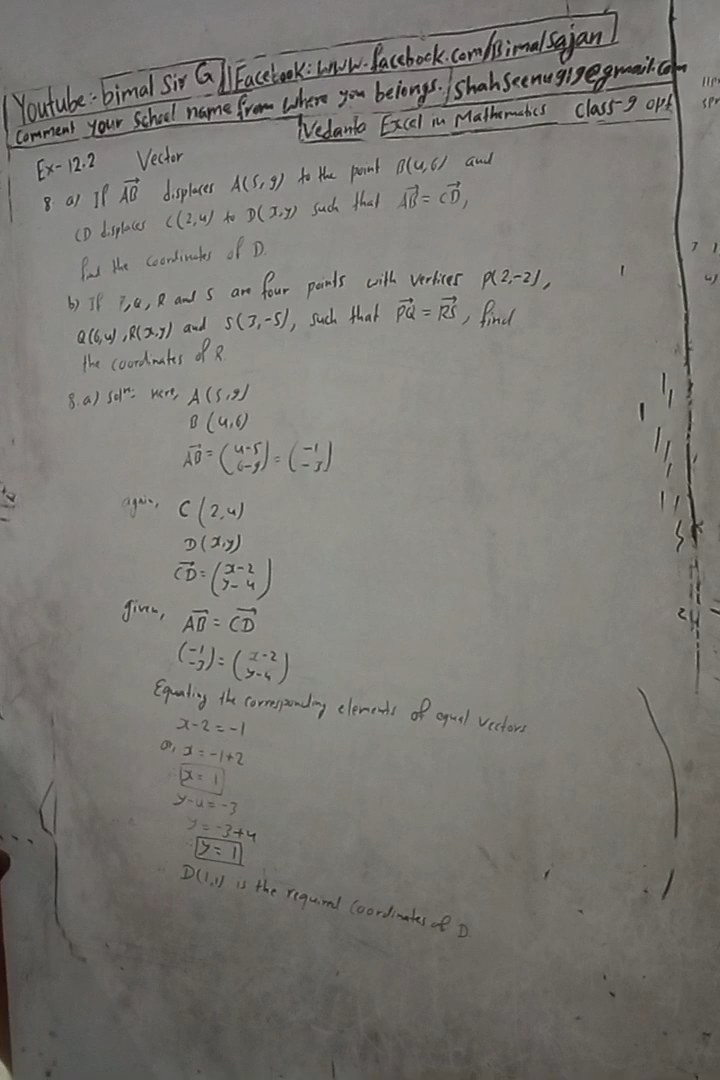 Youtube:- bimal Sir G || Facebook: www.facebook.com/Bimalsajan
Comment your School name from where you belongs. / Shahseenu919@gmail.com
Vedanta Excel in Mathematics Class-9 opt
Ex- 12.2 Vector
8. a) If AB displaces A(5,9) to the point B(4,6) and
CD displaces C(2,4) to D(x,y) such that AB = CD,
find the coordinates of D.
b) If P,Q, R and S are four points with vertices P(2,-2),
Q(6,4), R(x,y) and S(3,-5), such that PQ = RS, find
the coordinates of R.
8.a) Soln: Here, A(5,9)
B(4,6)
AB = (4-5 6-9) = (-1 -3)
again, C(2,4)
D(x,y)
CD = (x-2 y-4)
given, AB = CD
(-1 -3) = (x-2 y-4)
Equating the corresponding elements of equal vectors
x-2 = -1
or, x = -1+2
x = 1
y-4 = -3
y = -3+4
y = 1
D(1,1) is the required coordinates of D.